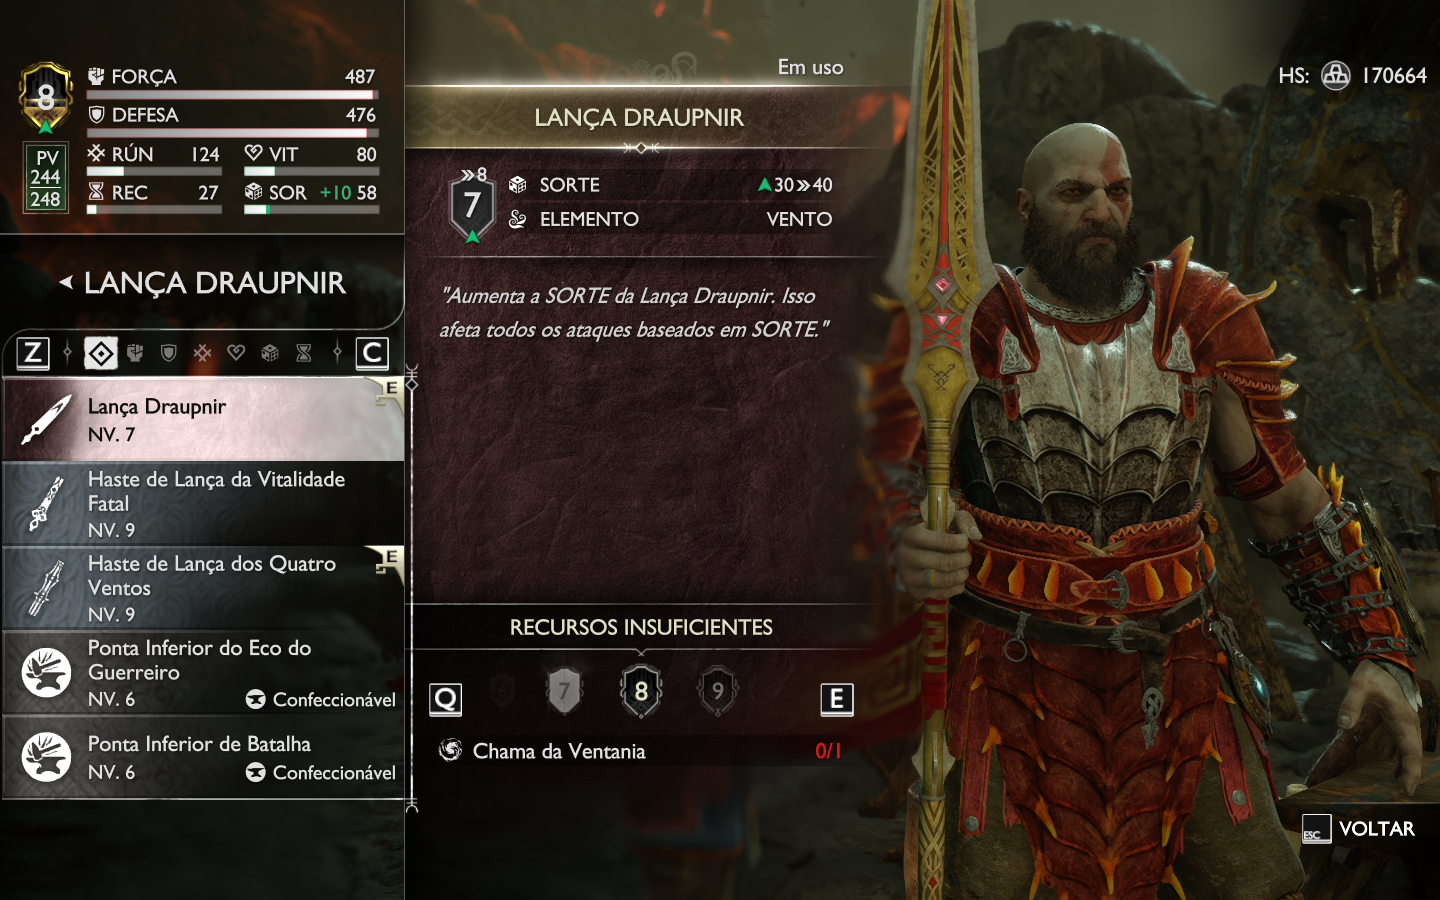 8
FORÇA 487
DEFESA 476
PV
244
248
RÚN 124
VIT 80
REC 27
SOR +10 58
LANÇA DRAUPNIR
Z
C
E
Lança Draupnir
NV. 7
Haste de Lança da Vitalidade
Fatal
NV. 9
E
Haste de Lança dos Quatro
Ventos
NV. 9
Ponta Inferior do Eco do
Guerreiro
NV. 6 Confeccionável
Ponta Inferior de Batalha
NV. 6 Confeccionável
Em uso
LANÇA DRAUPNIR
8
7
SORTE 30 40
ELEMENTO VENTO
"Aumenta a SORTE da Lança Draupnir. Isso
afeta todos os ataques baseados em SORTE."
RECURSOS INSUFICIENTES
Q 6 7 8 9 E
Chama da Ventania 0/1
HS: 170664
ESC VOLTAR